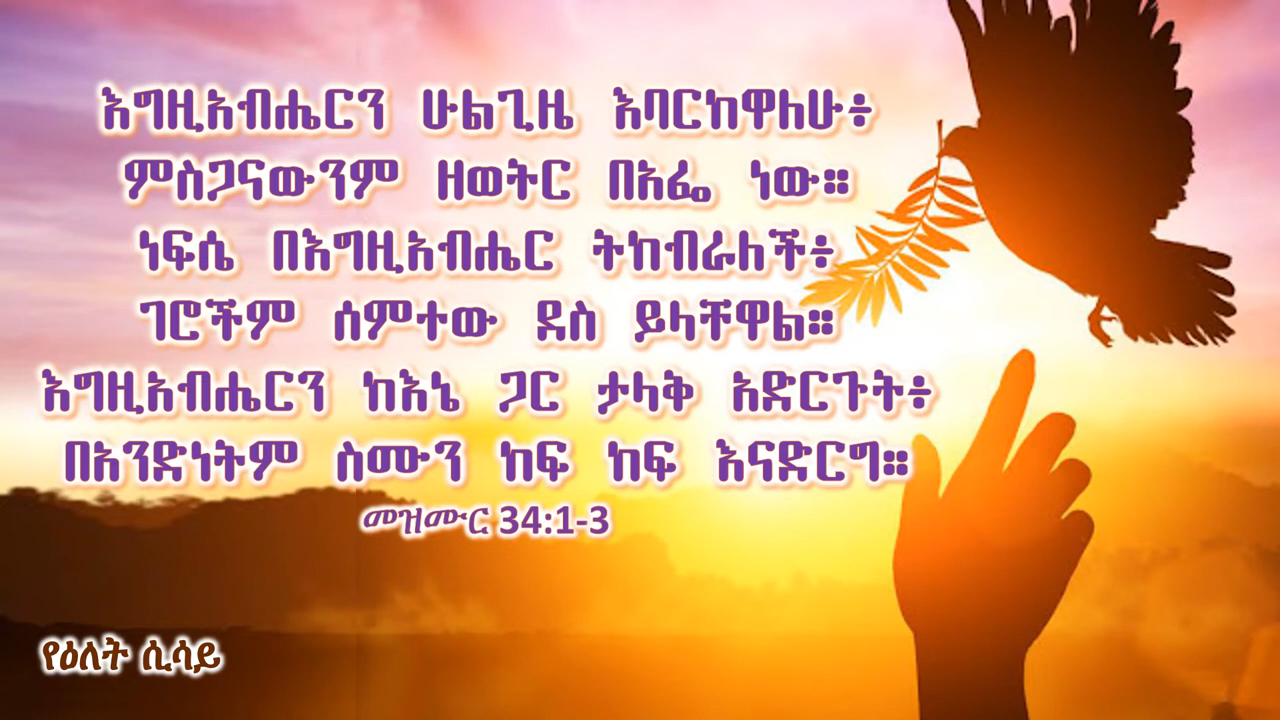 እግዚአብሔርን ሁልጊዜ እባርከዋለሁ፥
ምስጋናውንም ዘወትር በአፌ ነው።
ነፍሴ በእግዚአብሔር ትከብራለች፥
ገሮችም ሰምተው ደስ ይላቸዋል።
እግዚአብሔርን ከእኔ ጋር ታላቅ አድርጉት፥
በአንድነትም ስሙን ከፍ ከፍ እናድርግ።
መዝሙር 34:1-3
የዕለት ሲሳይ